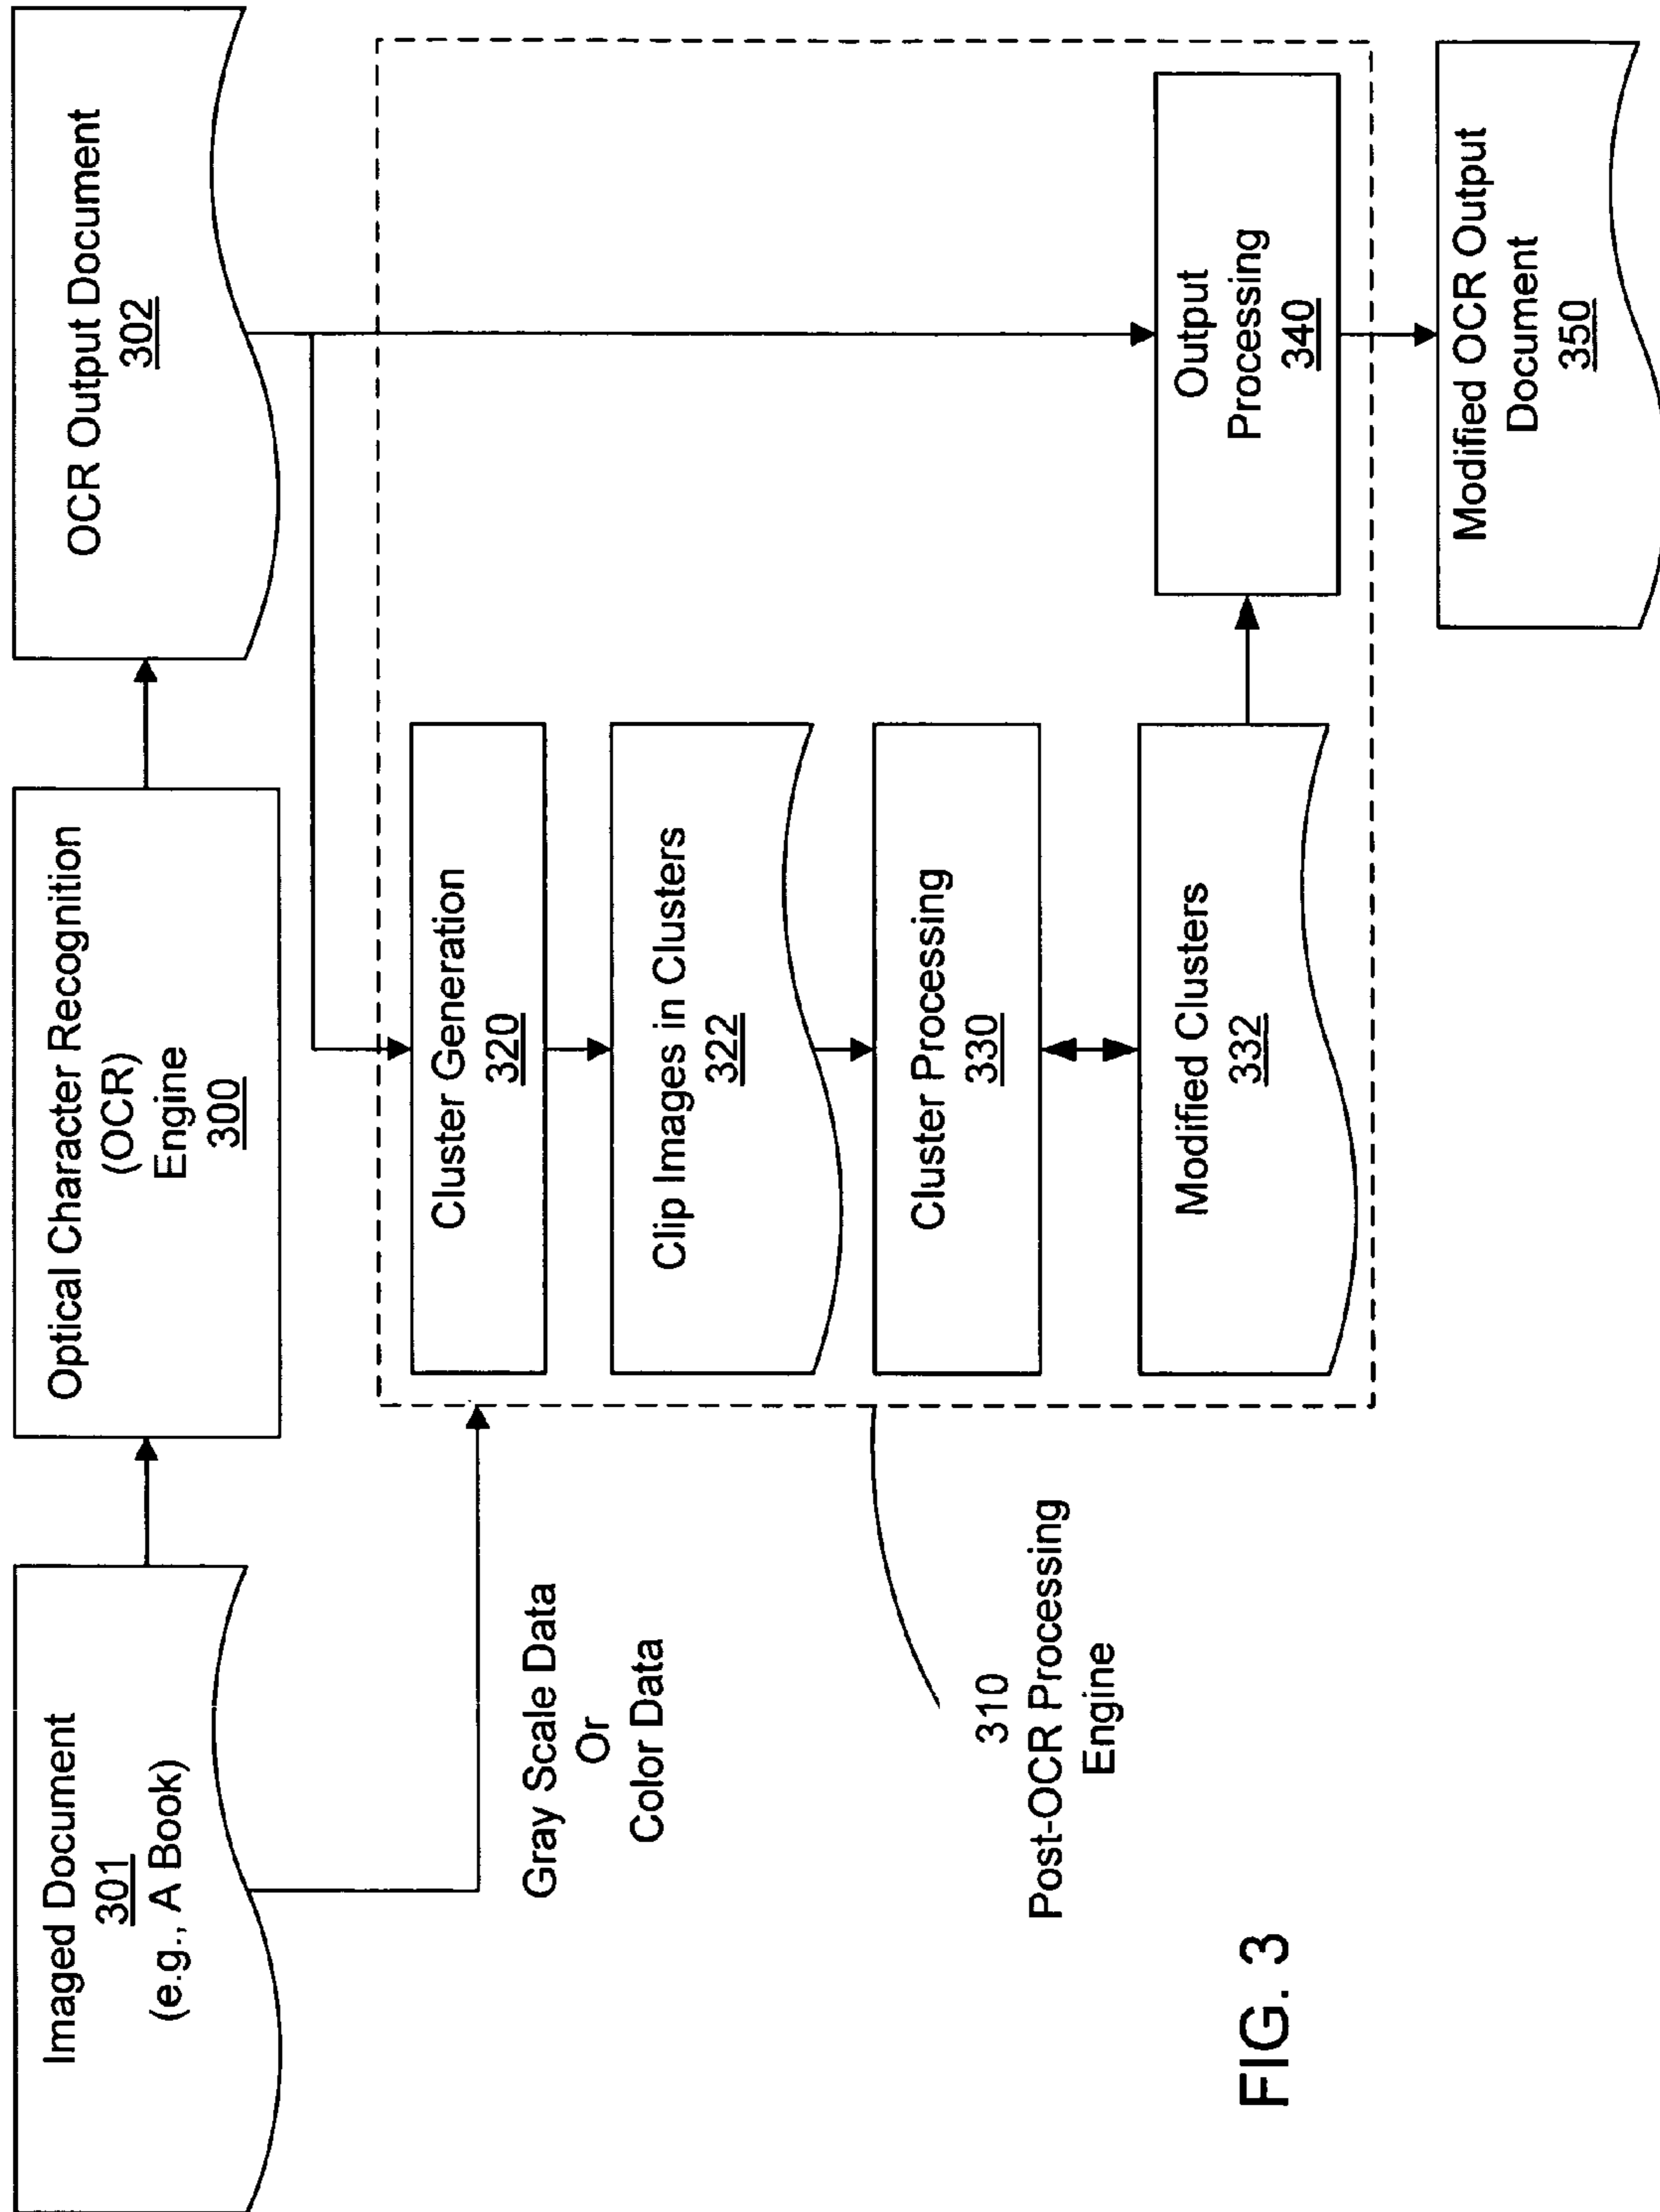 Imaged Document
301
(e.g., A Book)
Optical Character Recognition
(OCR)
Engine
300
OCR Output Document
302
Gray Scale Data
Or
Color Data
310
Post-OCR Processing
Engine
Cluster Generation
320
Clip Images in Clusters
322
Cluster Processing
330
Modified Clusters
332
Output
Processing
340
Modified OCR Output
Document
350
FIG. 3